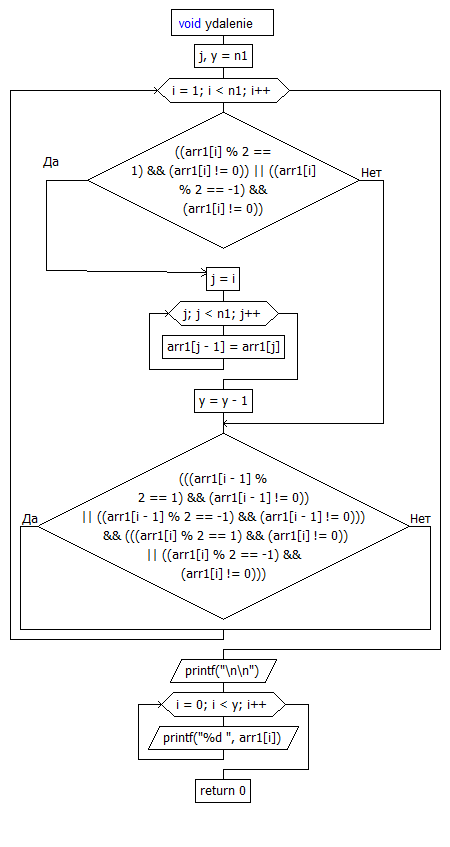 void ydalenie
j, y = n1
i = 1; i < n1; i++
((arr1[i] % 2 ==
1) && (arr1[i] != 0)) || ((arr1[i]
% 2 == -1) &&
(arr1[i] != 0))
Да
Нет
j = i
j; j < n1; j++
arr1[j - 1] = arr1[j]
y = y - 1
(((arr1[i - 1] %
2 == 1) && (arr1[i - 1] != 0))
|| ((arr1[i - 1] % 2 == -1) && (arr1[i - 1] != 0)))
&& (((arr1[i] % 2 == 1) && (arr1[i] != 0))
|| ((arr1[i] % 2 == -1) &&
(arr1[i] != 0)))
Да
Нет
printf("\n\n")
i = 0; i < y; i++
printf("%d ", arr1[i])
return 0